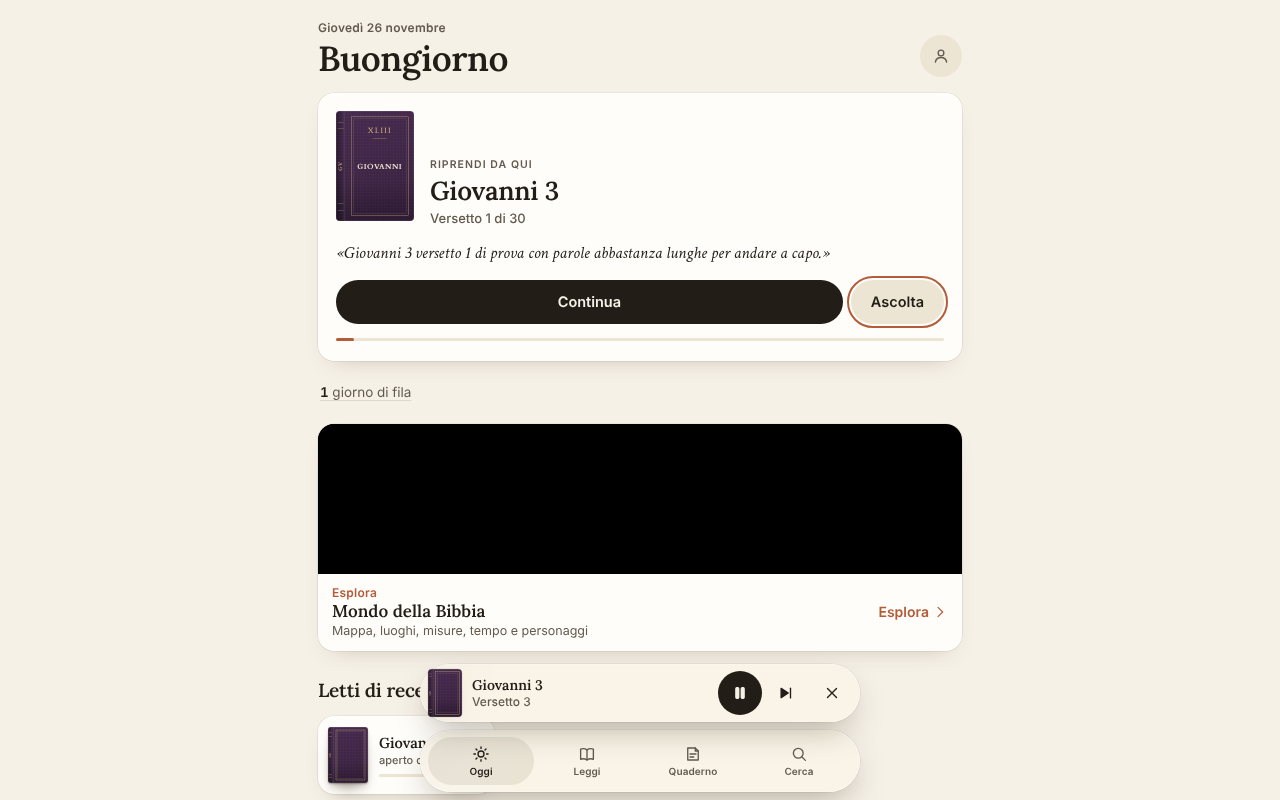 Giovedì 26 novembre
Buongiorno
XLIII
GIOVANNI
GV
RIPRENDI DA QUI
Giovanni 3
Versetto 1 di 30
«Giovanni 3 versetto 1 di prova con parole abbastanza lunghe per andare a capo.»
Continua
Ascolta
1 giorno di fila
Esplora
Mondo della Bibbia
Mappa, luoghi, misure, tempo e personaggi
Esplora
Letti di rece
Giovanni 3
Versetto 3
Giovan
aperto
Oggi
Leggi
Quaderno
Cerca